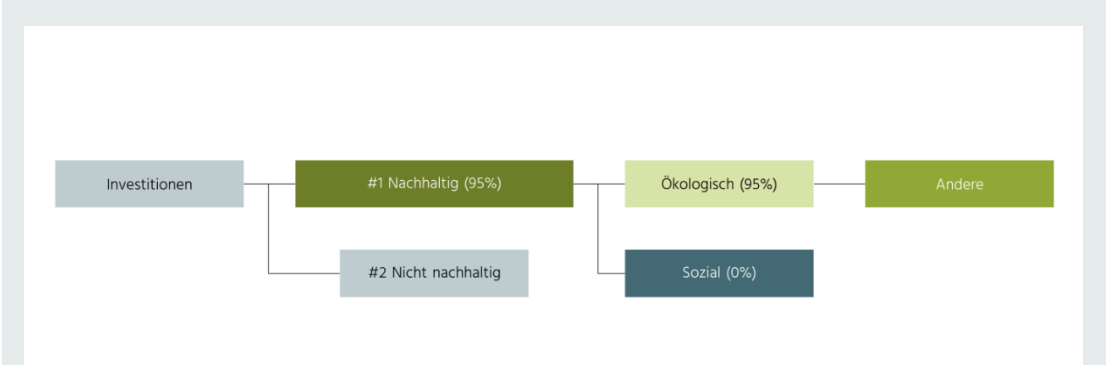 Investitionen
#1 Nachhaltig (95%)
Ökologisch (95%)
Andere
#2 Nicht nachhaltig
Sozial (0%)